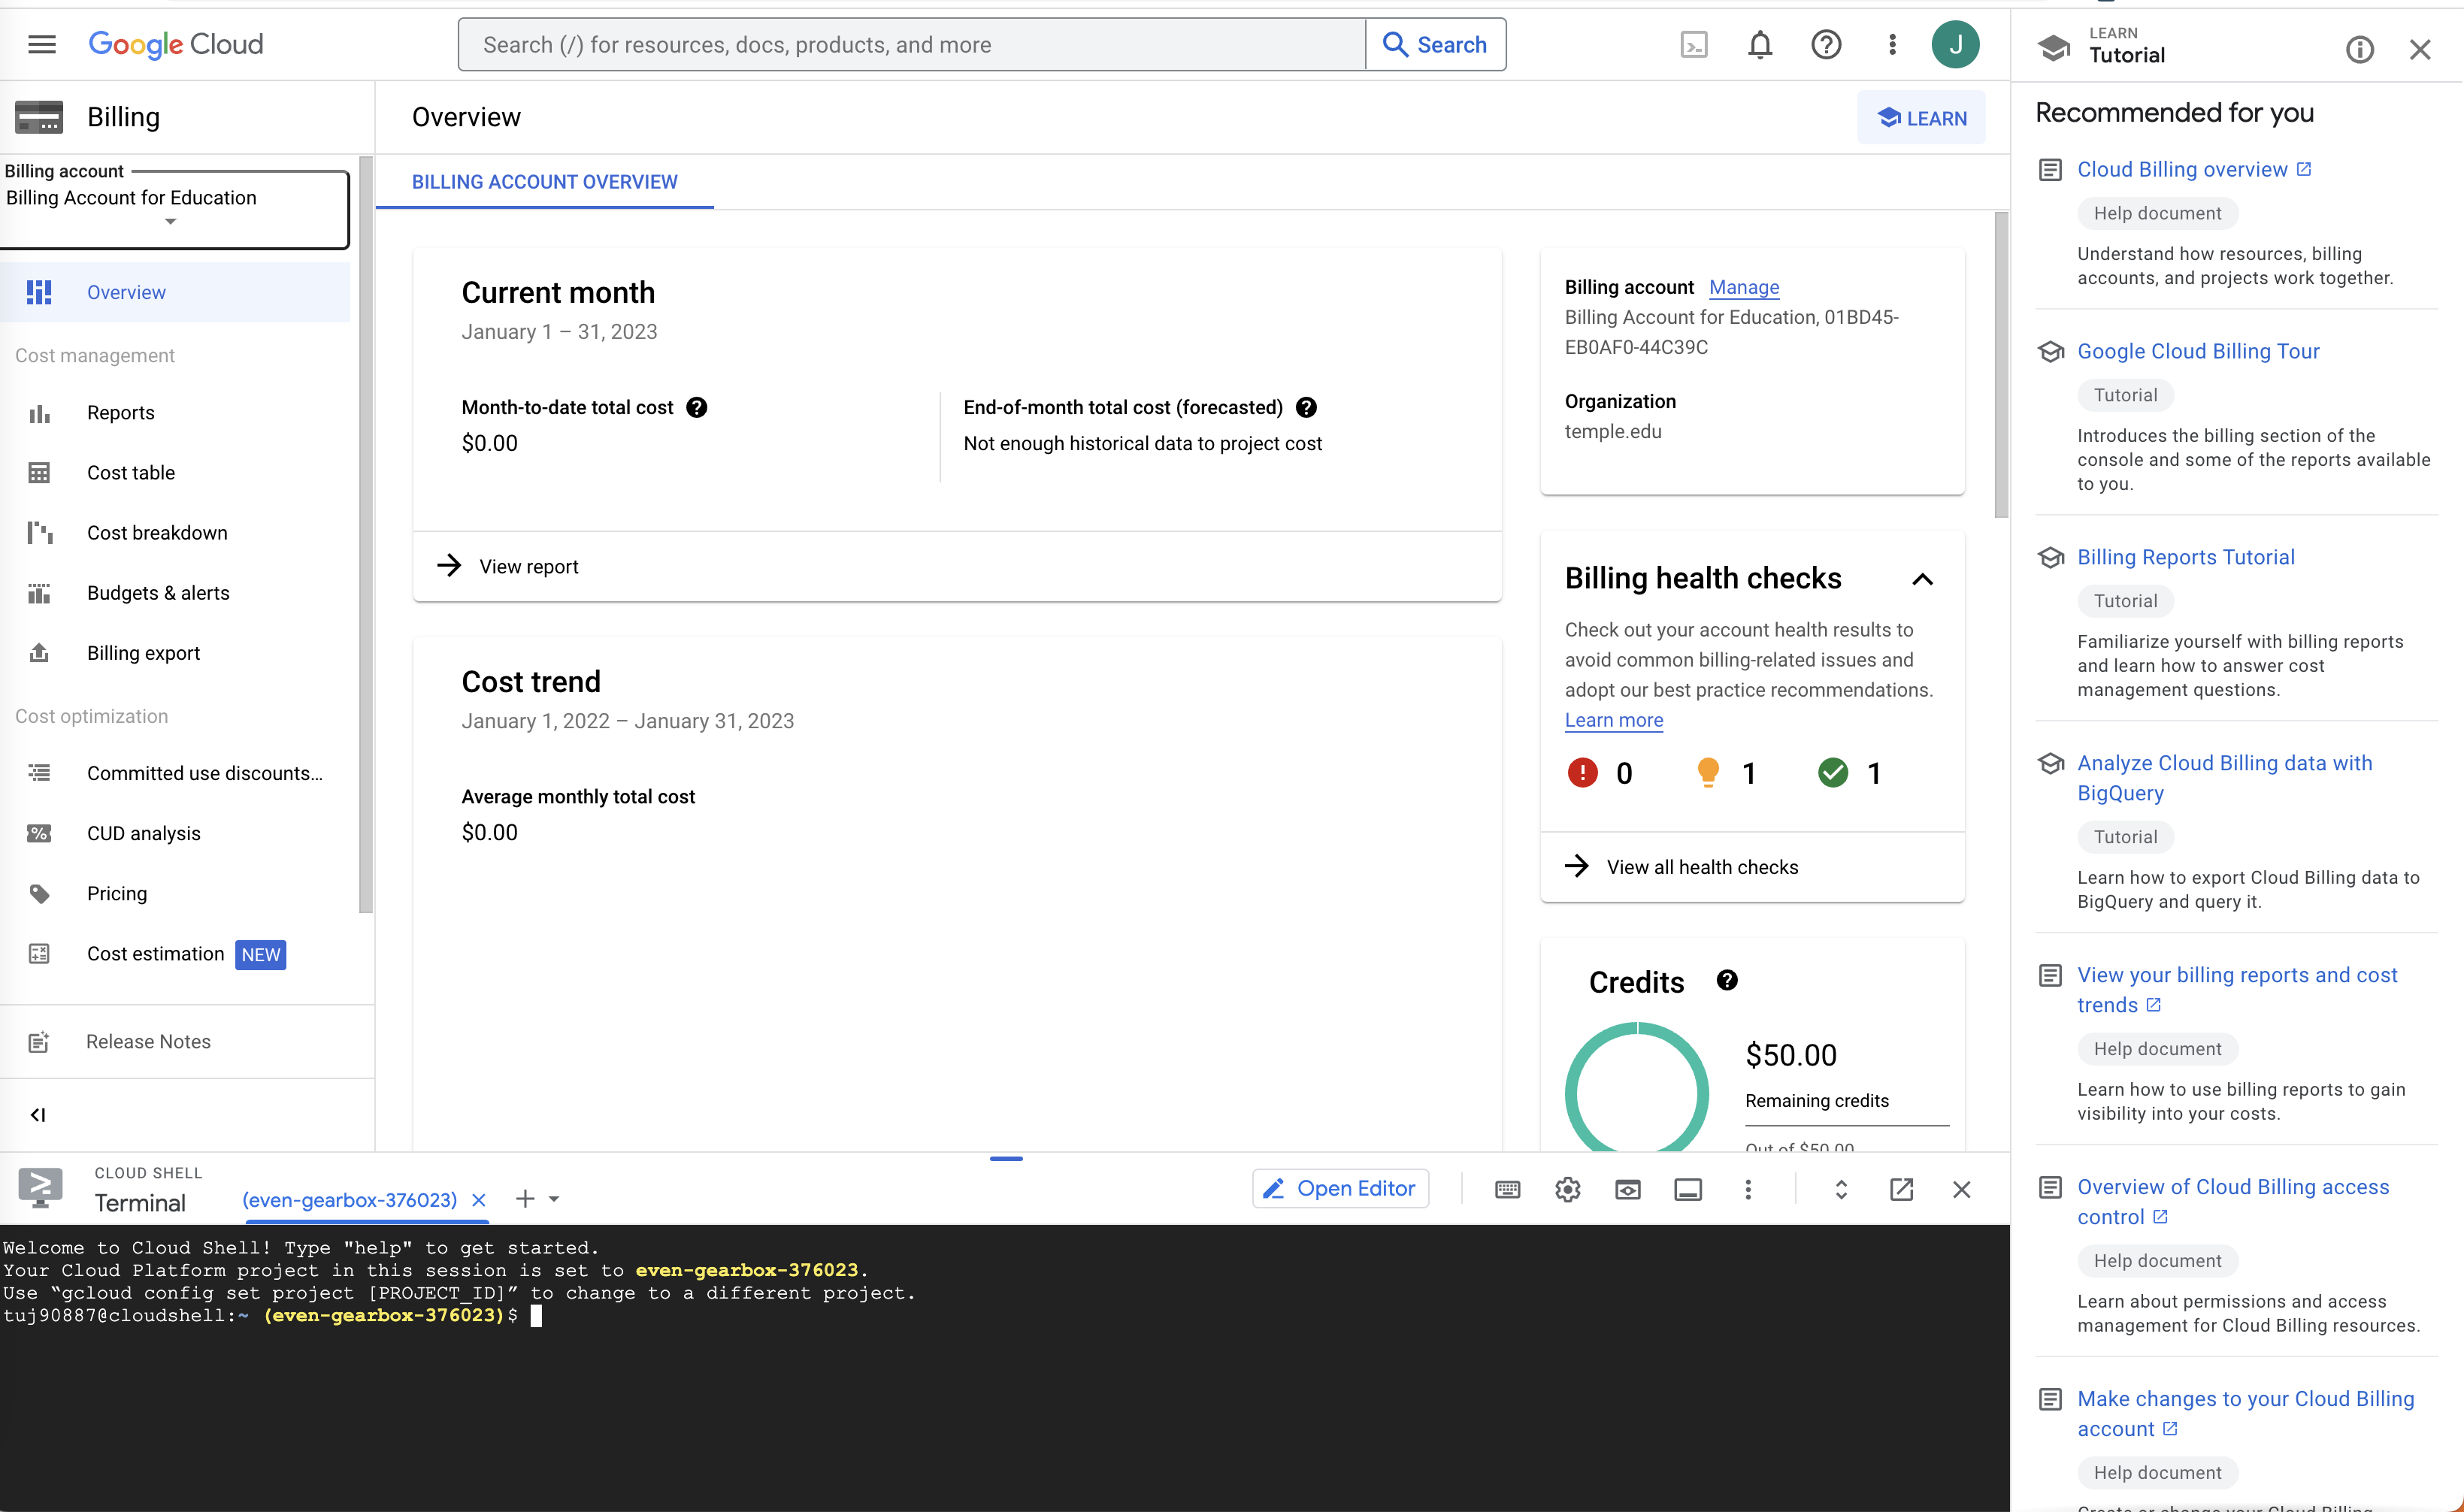 Google Cloud
Search (/) for resources, docs, products, and more
Search
J
LEARN
Tutorial
Billing
Billing account
Billing Account for Education
Overview
Cost management
Reports
Cost table
Cost breakdown
Budgets & alerts
Billing export
Cost optimization
Committed use discounts...
CUD analysis
Pricing
Cost estimation NEW
Release Notes
Overview
LEARN
BILLING ACCOUNT OVERVIEW
Current month
January 1 – 31, 2023
Month-to-date total cost
$0.00
End-of-month total cost (forecasted)
Not enough historical data to project cost
View report
Cost trend
January 1, 2022 – January 31, 2023
Average monthly total cost
$0.00
Billing account Manage
Billing Account for Education, 01BD45-
EB0AF0-44C39C
Organization
temple.edu
Billing health checks
Check out your account health results to
avoid common billing-related issues and
adopt our best practice recommendations.
Learn more
0 1 1
View all health checks
Credits
$50.00
Remaining credits
Out of $50.00
Recommended for you
Cloud Billing overview
Help document
Understand how resources, billing
accounts, and projects work together.
Google Cloud Billing Tour
Tutorial
Introduces the billing section of the
console and some of the reports available
to you.
Billing Reports Tutorial
Tutorial
Familiarize yourself with billing reports
and learn how to answer cost
management questions.
Analyze Cloud Billing data with
BigQuery
Tutorial
Learn how to export Cloud Billing data to
BigQuery and query it.
View your billing reports and cost
trends
Help document
Learn how to use billing reports to gain
visibility into your costs.
Overview of Cloud Billing access
control
Help document
Learn about permissions and access
management for Cloud Billing resources.
Make changes to your Cloud Billing
account
Help document
Create or change your Cloud Billing
CLOUD SHELL
Terminal
(even-gearbox-376023)
Open Editor
Welcome to Cloud Shell! Type "help" to get started.
Your Cloud Platform project in this session is set to even-gearbox-376023.
Use “gcloud config set project [PROJECT_ID]” to change to a different project.
tuj90887@cloudshell:~ (even-gearbox-376023)$